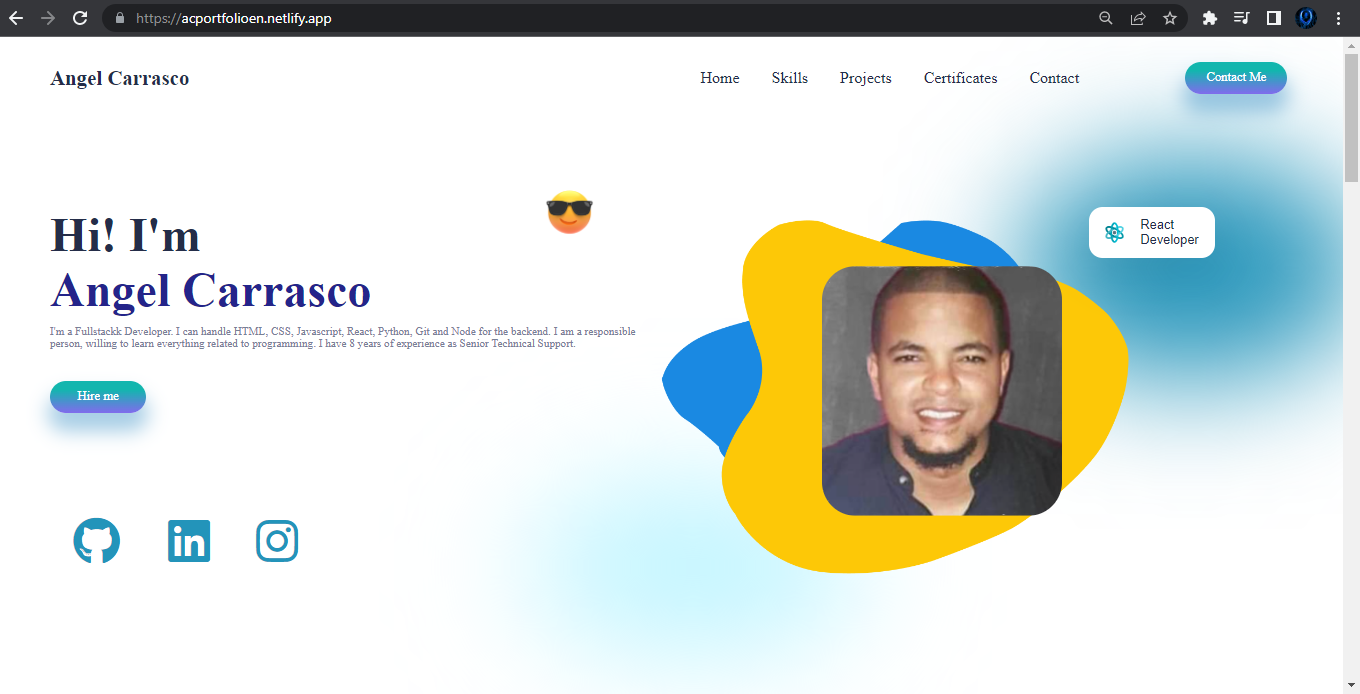 https://acportfolioen.netlify.app
Angel Carrasco
Home Skills Projects Certificates Contact
Contact Me
Hi! I'm
Angel Carrasco
I'm a Fullstackk Developer. I can handle HTML, CSS, Javascript, React, Python, Git and Node for the backend. I am a responsible
person, willing to learn everything related to programming. I have 8 years of experience as Senior Technical Support.
Hire me
React
Developer
in